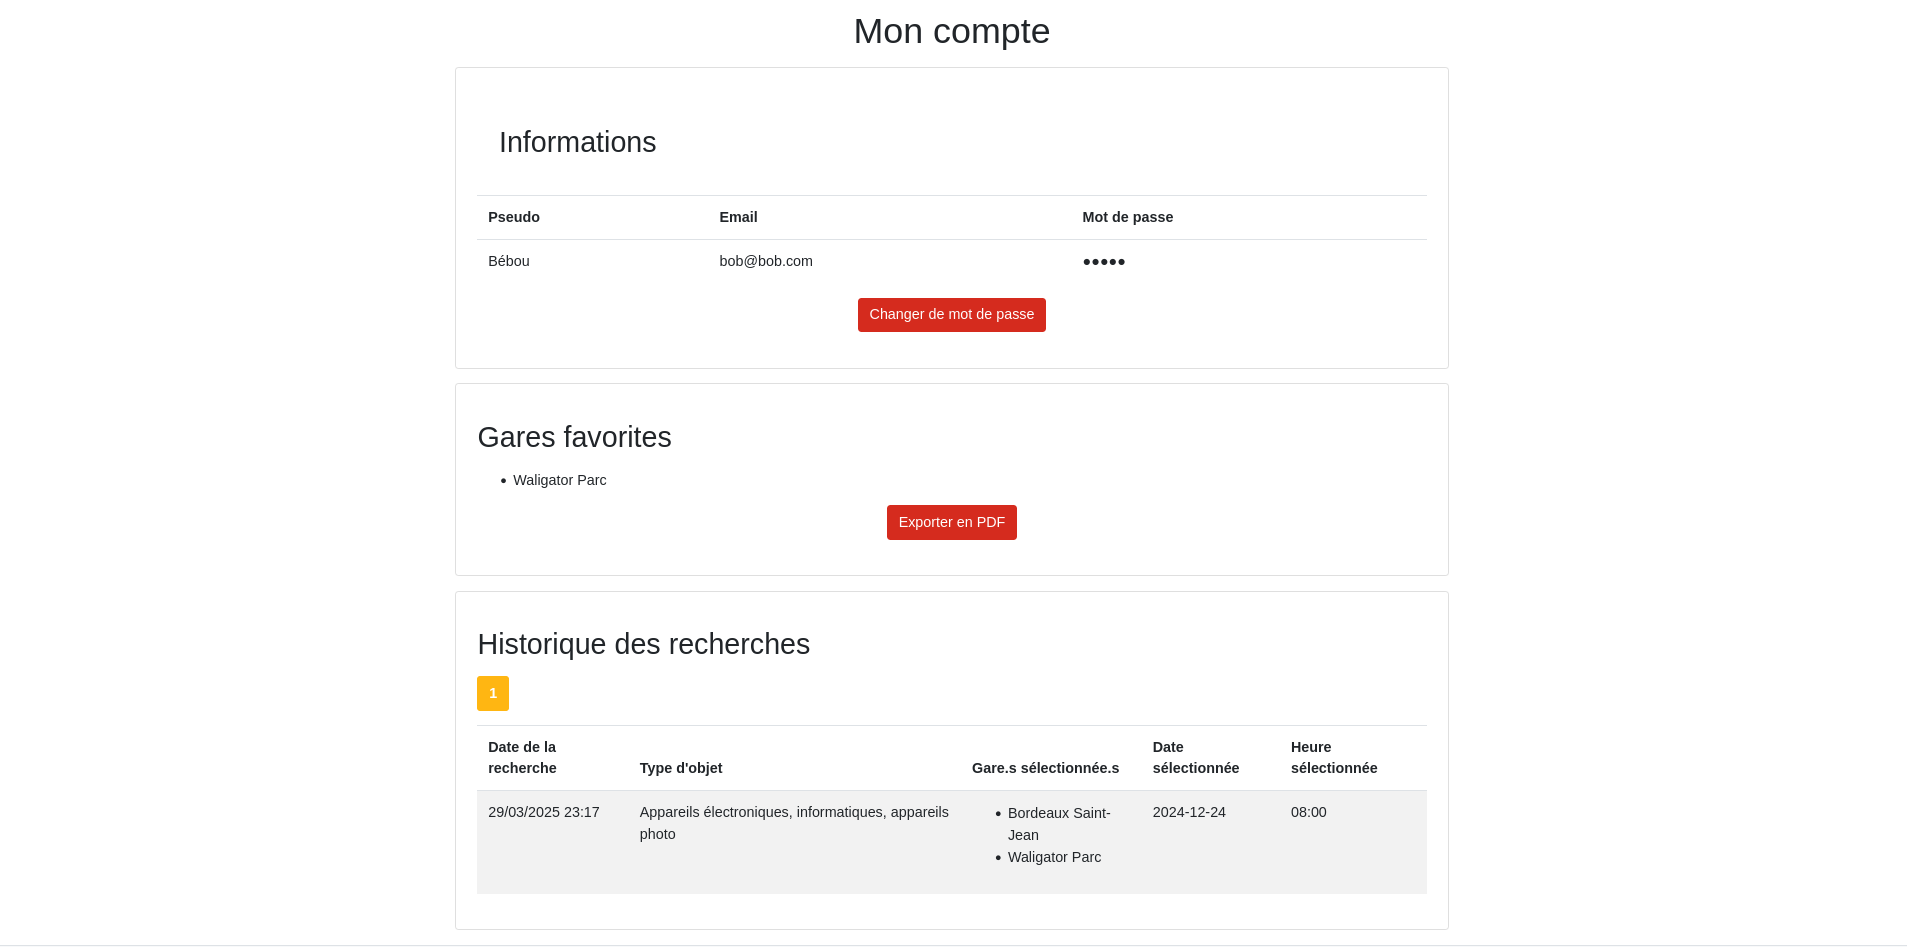 Mon compte
Informations
Pseudo Email Mot de passe
Bébou bob@bob.com ●●●●●
Changer de mot de passe
Gares favorites
• Waligator Parc
Exporter en PDF
Historique des recherches
1
Date de la recherche Type d'objet Gare.s sélectionnée.s Date sélectionnée Heure sélectionnée
29/03/2025 23:17 Appareils électroniques, informatiques, appareils photo • Bordeaux Saint-Jean • Waligator Parc 2024-12-24 08:00